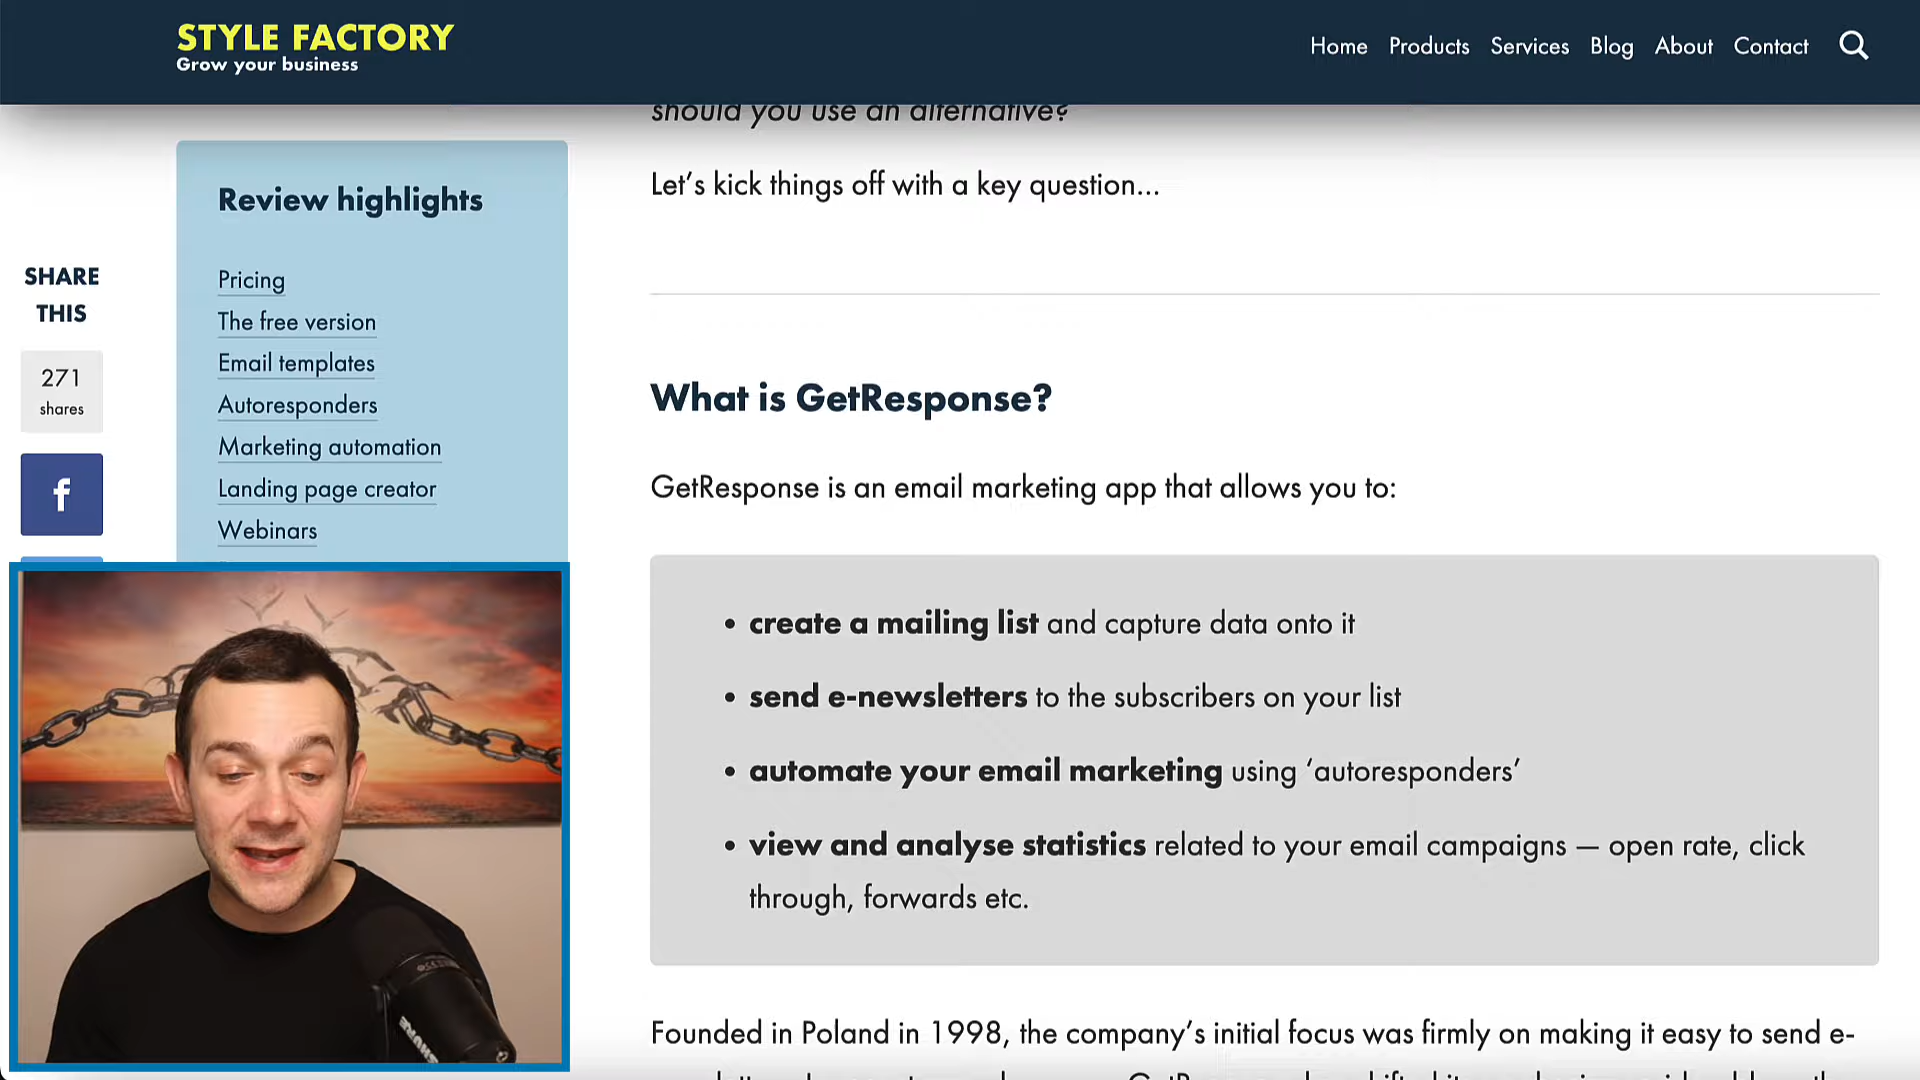 STYLE FACTORY
Grow your business
Home Products Services Blog About Contact
should you use an alternative?
Let's kick things off with a key question...
Review highlights
Pricing
The free version
Email templates
Autoresponders
Marketing automation
Landing page creator
Webinars
SHARE
THIS
271
shares
f
What is GetResponse?
GetResponse is an email marketing app that allows you to:
• create a mailing list and capture data onto it
• send e-newsletters to the subscribers on your list
• automate your email marketing using ‘autoresponders’
• view and analyse statistics related to your email campaigns — open rate, click
through, forwards etc.
SHURE
Founded in Poland in 1998, the company’s initial focus was firmly on making it easy to send e-